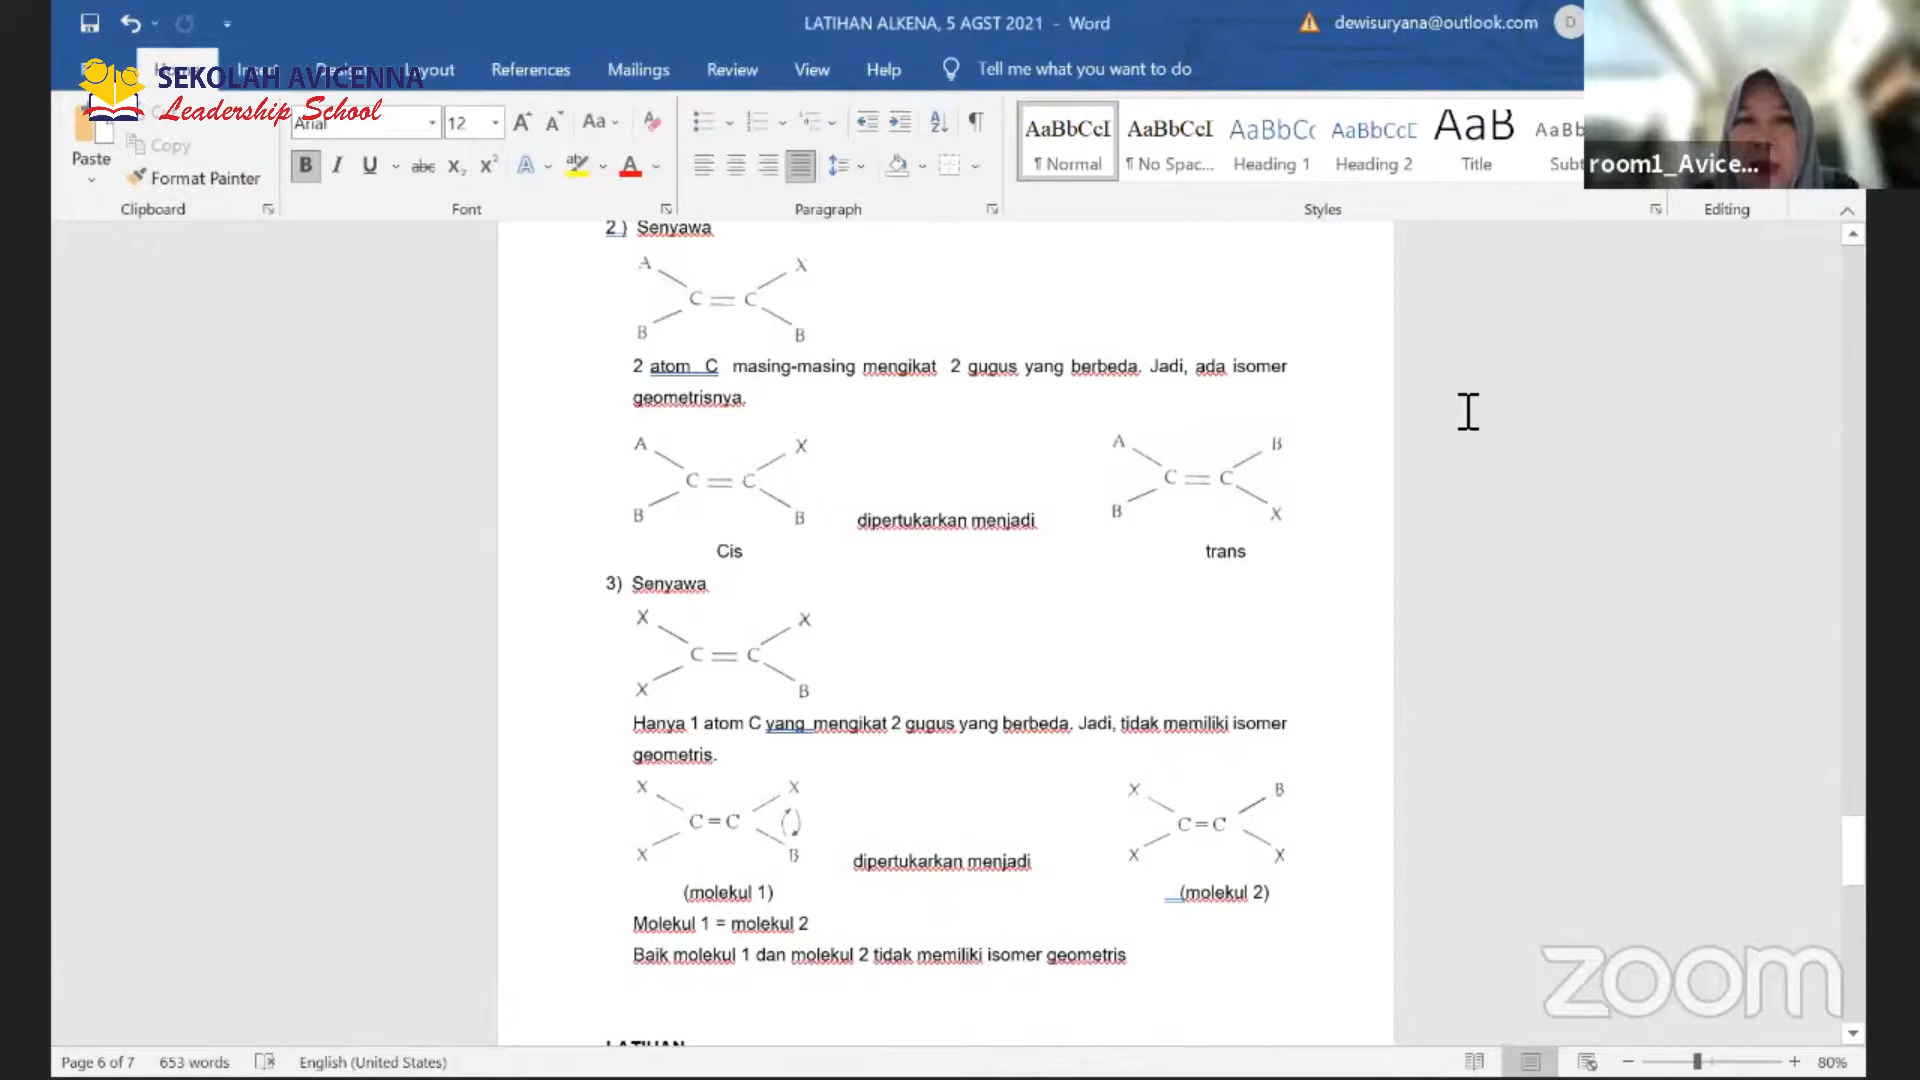 LATIHAN ALKENA, 5 AGST 2021 - Word
dewisuryana@outlook.com
D
SEKOLAH AVICENNA
Leadership School
References Mailings Review View Help Tell me what you want to do
Arial 12
Paste
Copy
Format Painter
Clipboard Font Paragraph Styles Editing
AaBbCcI AaBbCcI AaBbCc AaBbCcE AaB AaBb
¶ Normal ¶ No Spac... Heading 1 Heading 2 Title Subt
room1_Avice...
2 ) Senyawa
A X
C = C
B B
2 atom C masing-masing mengikat 2 gugus yang berbeda. Jadi, ada isomer
geometrisnya.
A X A B
C = C C = C
B B B X
dipertukarkan menjadi
Cis trans
3) Senyawa
X X
C = C
X B
Hanya 1 atom C yang mengikat 2 gugus yang berbeda. Jadi, tidak memiliki isomer
geometris.
X X X B
C = C C = C
X B X X
dipertukarkan menjadi
(molekul 1) (molekul 2)
Molekul 1 = molekul 2
Baik molekul 1 dan molekul 2 tidak memiliki isomer geometris
LATIHAN
zoom
Page 6 of 7 653 words English (United States) 80%